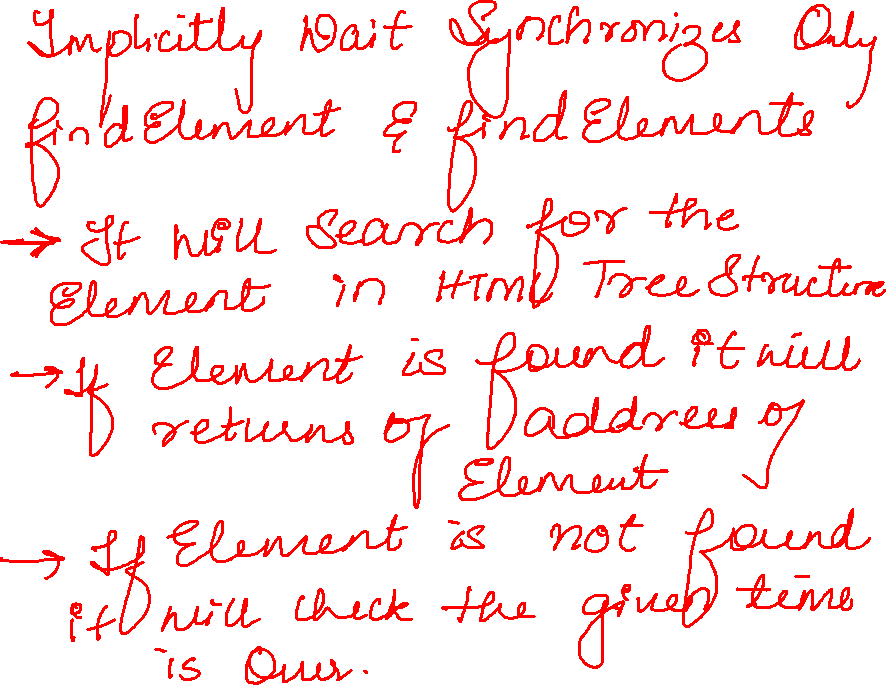 Implicitly Wait Synchronizes Only
findElement & findElements
→ It will Search for the
Element in HTML Tree Structure
→ If Element is found it will
returns of address of
Element
→ If Element is not found
it will check the given time
is Over.